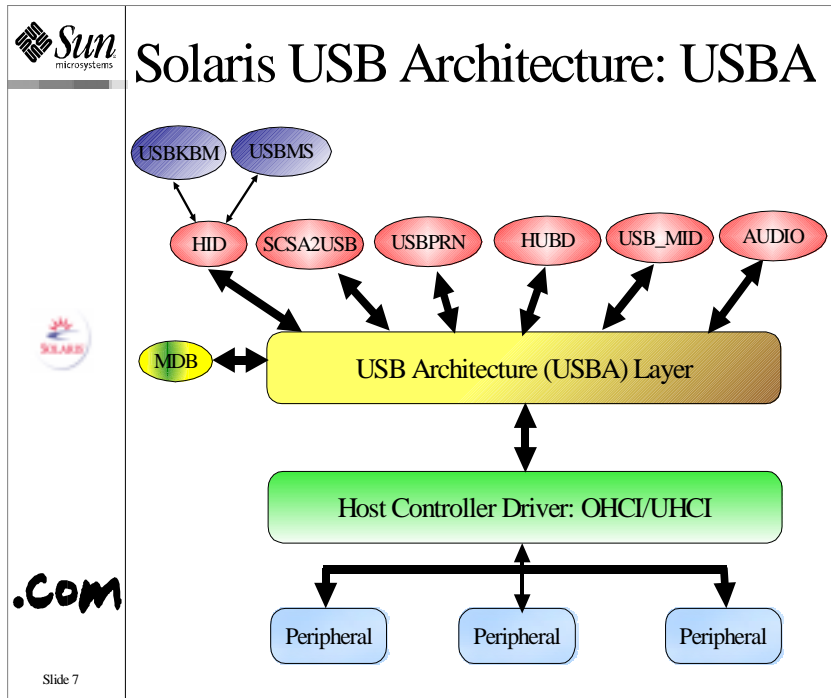 Sun
microsystems
Solaris USB Architecture: USBA
USBKBM
USBMS
HID
SCSA2USB
USBPRN
HUBD
USB_MID
AUDIO
SOLARIS
MDB
USB Architecture (USBA) Layer
Host Controller Driver: OHCI/UHCI
.com
Peripheral
Peripheral
Peripheral
Slide 7